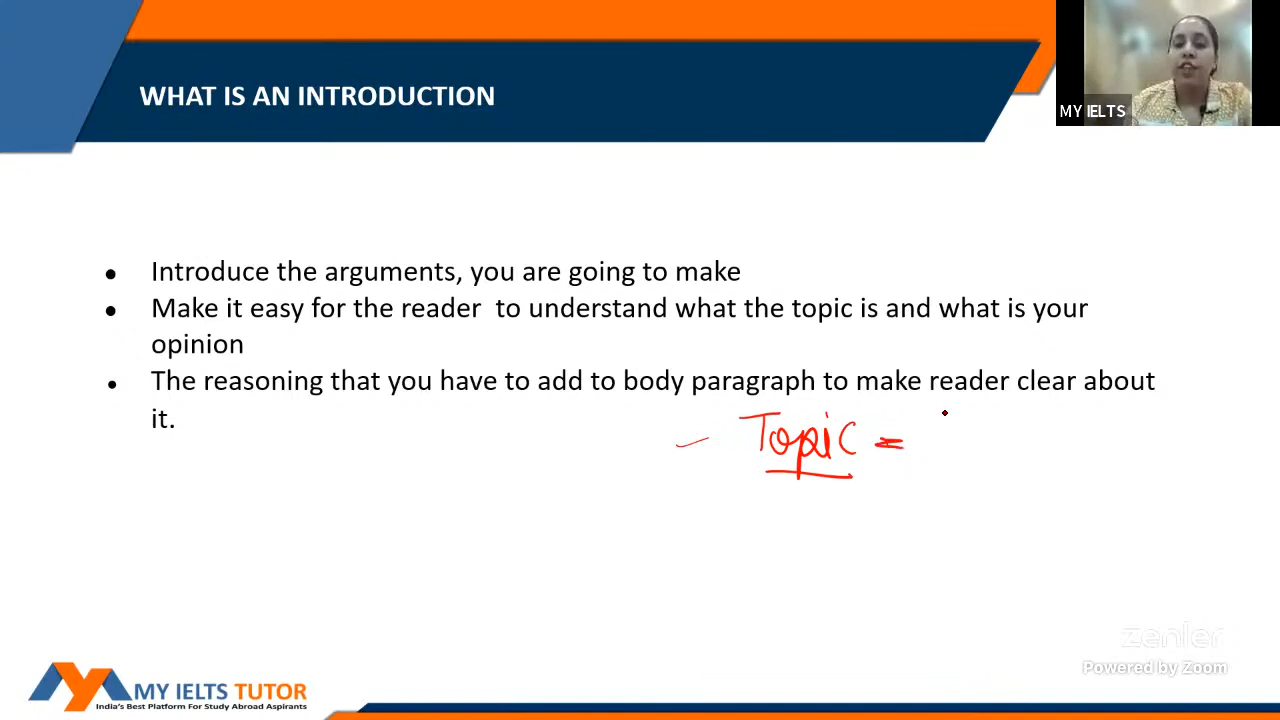 WHAT IS AN INTRODUCTION
MY IELTS
Introduce the arguments, you are going to make
Make it easy for the reader  to understand what the topic is and what is your
opinion
The reasoning that you have to add to body paragraph to make reader clear about
it.
- Topic =
zenler
Powered by Zoom
MY IELTS TUTOR
India's Best Platform For Study Abroad Aspirants